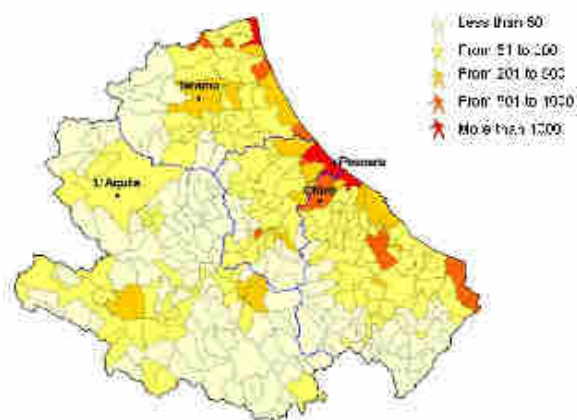 Less than 50
From 51 to 200
From 201 to 500
From 501 to 1000
More than 1000
Teramo
Pescara
L'Aquila
Chieti